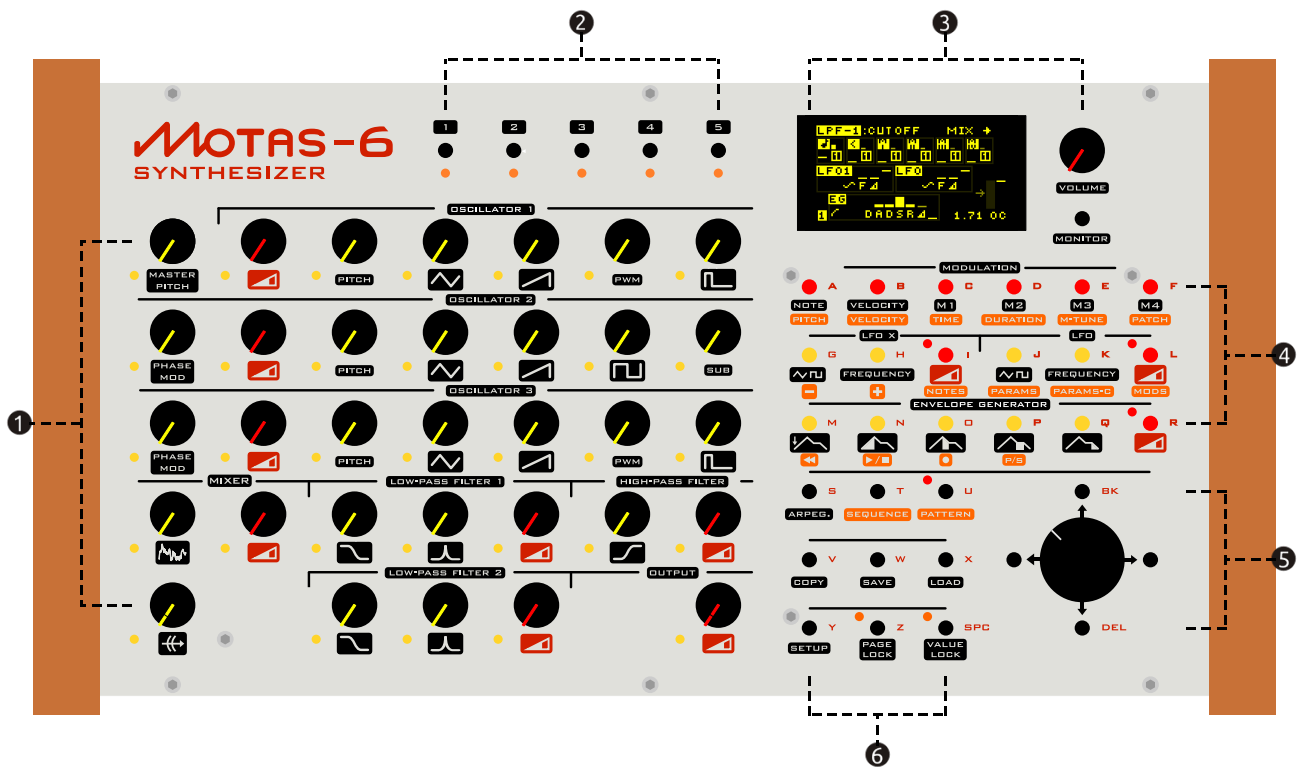 2
3
MOTAS-6
SYNTHESIZER
1 2 3 4 5
LPF-1:CUTOFF MIX
LFO1 LFO
F F
EG
1 DADSR 1.71 OC
VOLUME
MONITOR
OSCILLATOR 1
MASTER PITCH
PITCH
PWM
OSCILLATOR 2
PHASE MOD
PITCH
SUB
OSCILLATOR 3
PHASE MOD
PITCH
PWM
MIXER LOW-PASS FILTER 1 HIGH-PASS FILTER
LOW-PASS FILTER 2 OUTPUT
1
MODULATION
A B C D E F
NOTE VELOCITY M1 M2 M3 M4
PITCH VELOCITY TIME DURATION M-TUNE PATCH
LFO X LFO
G H I J K L
FREQUENCY FREQUENCY
- + NOTES PARAMS PARAMS-C MODS
ENVELOPE GENERATOR
M N O P Q R
P/S
4
S T U BK
ARPEG. SEQUENCE PATTERN
V W X
COPY SAVE LOAD
5
Y Z SPC DEL
SETUP PAGE LOCK VALUE LOCK
6